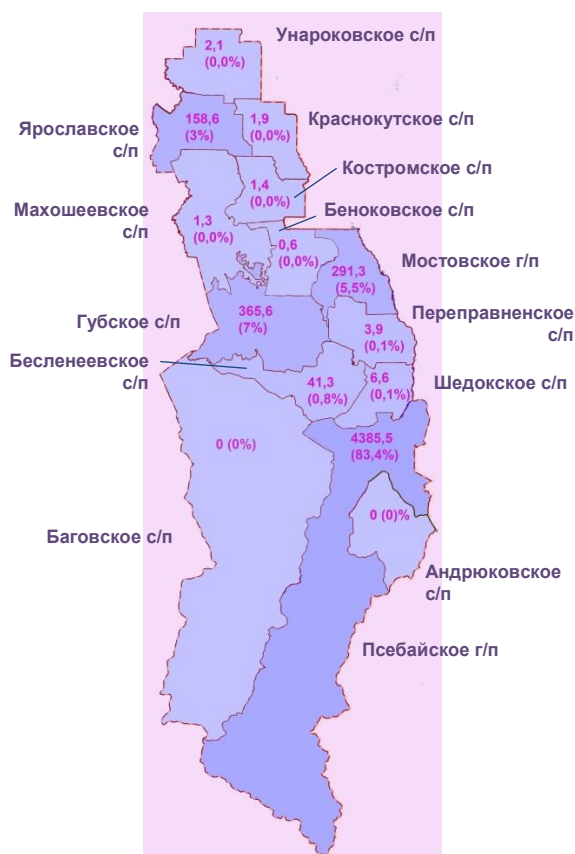 Унароковское с/п
2,1
(0,0%)
Ярославское
с/п
158,6
(3%)
1,9
(0,0%)
Краснокутское с/п
Костромское с/п
1,4
(0,0%)
Махошеевское
с/п
1,3
(0,0%)
Беноковское с/п
0,6
(0,0%)
Мостовское г/п
291,3
(5,5%)
Губское с/п
365,6
(7%)
Переправненское
с/п
3,9
(0,1%)
Бесленеевское
с/п
41,3
(0,8%)
6,6
(0,1%)
Шедокское с/п
4385,5
(83,4%)
0 (0%)
0 (0)%
Баговское с/п
Андрюковское
с/п
Псебайское г/п